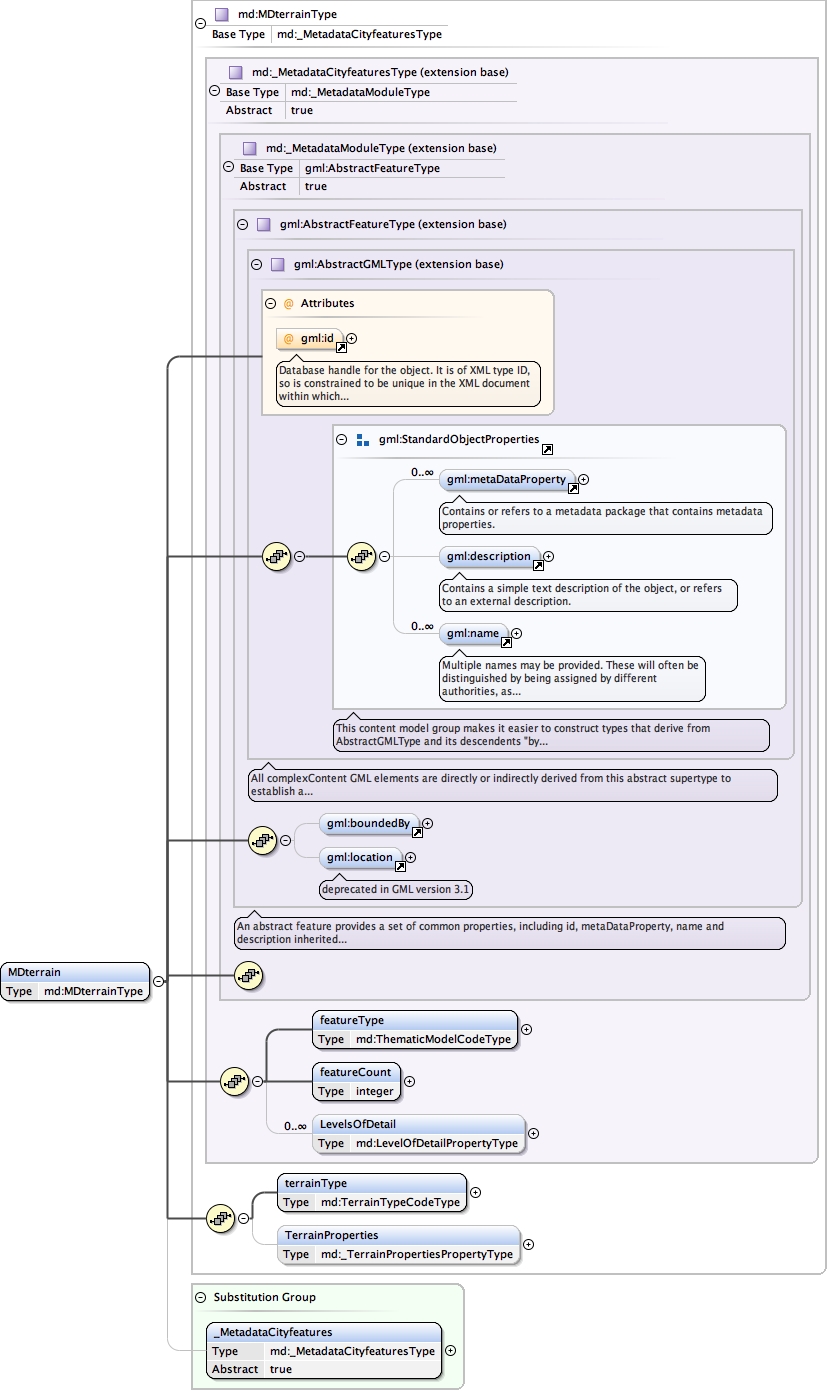 md:MDterrainType
Base Type md:_MetadataCityfeaturesType
md:_MetadataCityfeaturesType (extension base)
Base Type md:_MetadataModuleType
Abstract true
md:_MetadataModuleType (extension base)
Base Type gml:AbstractFeatureType
Abstract true
gml:AbstractFeatureType (extension base)
gml:AbstractGMLType (extension base)
@ Attributes
@ gml:id
Database handle for the object. It is of XML type ID,
so is constrained to be unique in the XML document
within which...
gml:StandardObjectProperties
0..∞
gml:metaDataProperty
Contains or refers to a metadata package that contains metadata
properties.
gml:description
Contains a simple text description of the object, or refers
to an external description.
0..∞
gml:name
Multiple names may be provided. These will often be
distinguished by being assigned by different
authorities, as...
This content model group makes it easier to construct types that derive from
AbstractGMLType and its descendents "by...
All complexContent GML elements are directly or indirectly derived from this abstract supertype to
establish a...
gml:boundedBy
gml:location
deprecated in GML version 3.1
An abstract feature provides a set of common properties, including id, metaDataProperty, name and
description inherited...
MDterrain
Type md:MDterrainType
featureType
Type md:ThematicModelCodeType
featureCount
Type integer
0..∞
LevelsOfDetail
Type md:LevelOfDetailPropertyType
terrainType
Type md:TerrainTypeCodeType
TerrainProperties
Type md:_TerrainPropertiesPropertyType
Substitution Group
_MetadataCityfeatures
Type md:_MetadataCityfeaturesType
Abstract true